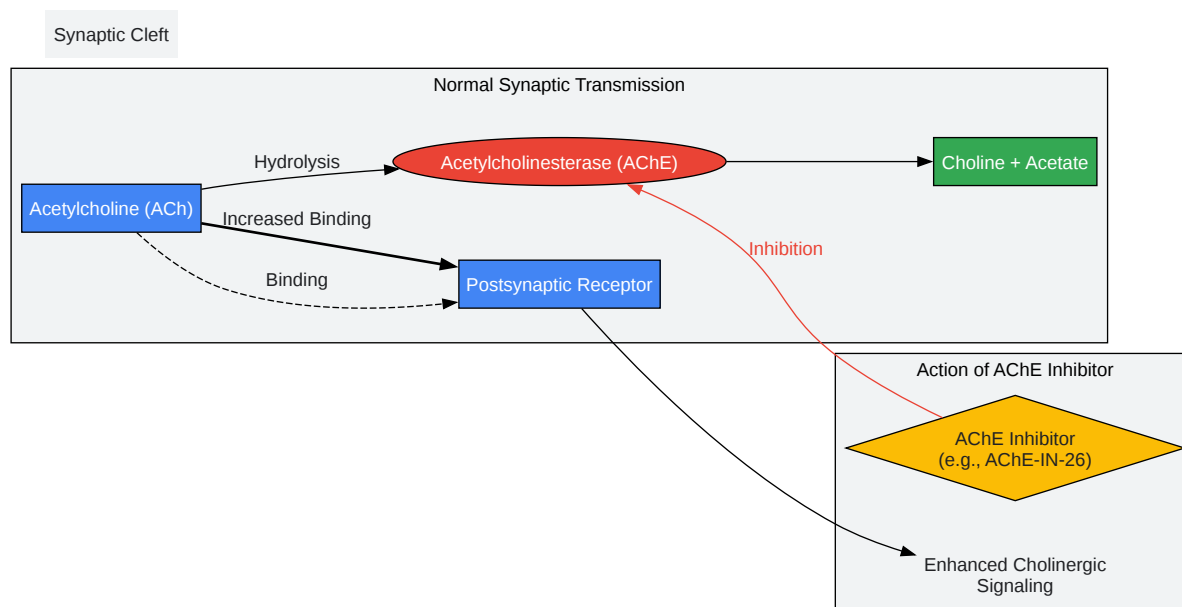 Synaptic Cleft
Normal Synaptic Transmission
Hydrolysis
Acetylcholinesterase (AChE)
Choline + Acetate
Acetylcholine (ACh)
Increased Binding
Binding
Postsynaptic Receptor
Inhibition
Action of AChE Inhibitor
AChE Inhibitor
(e.g., AChE-IN-26)
Enhanced Cholinergic
Signaling